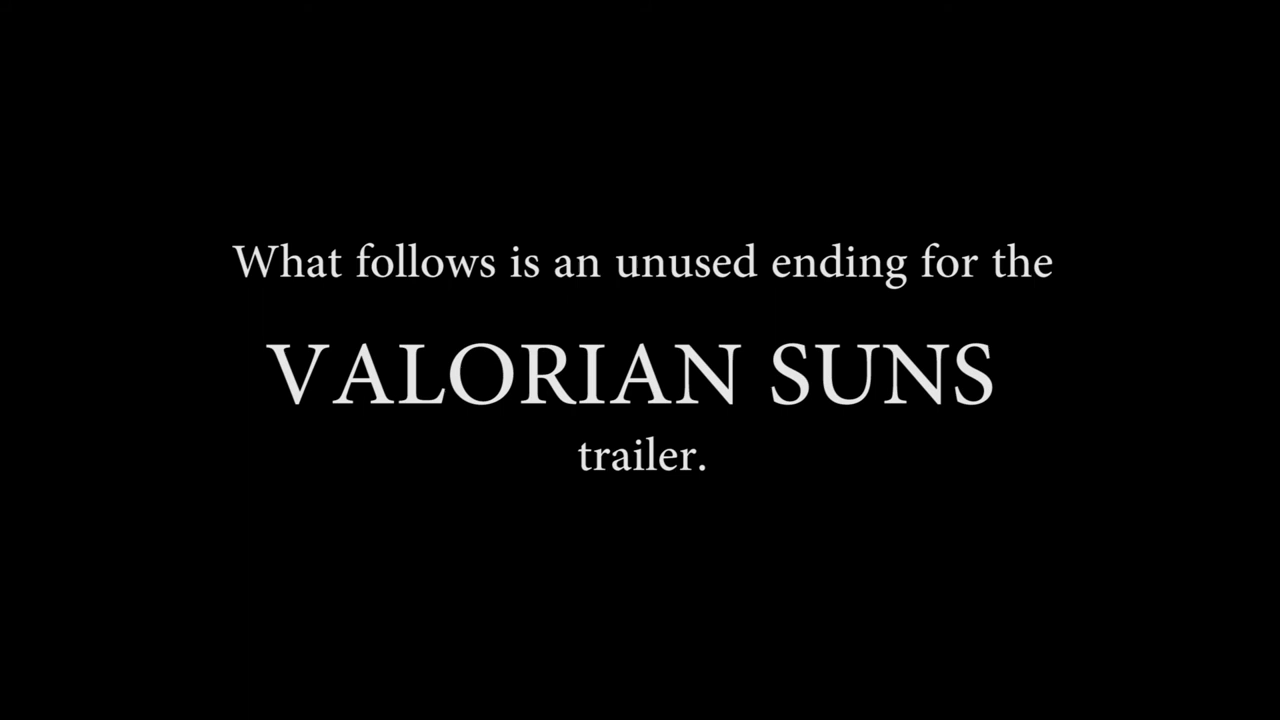 What follows is an unused ending for the
VALORIAN SUNS
trailer.